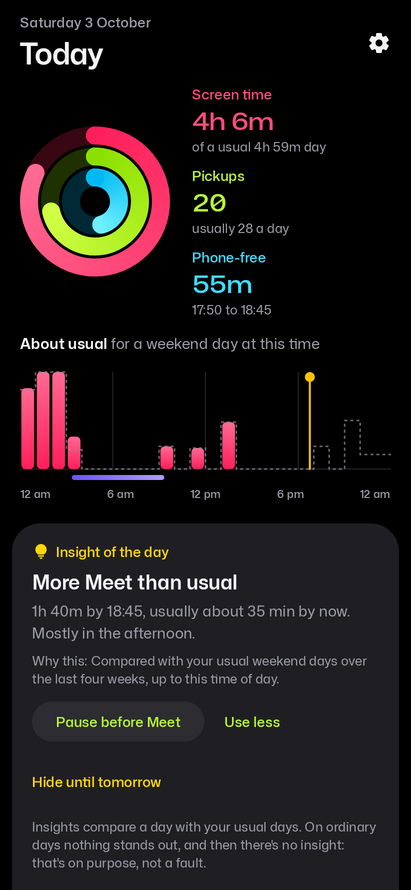 Saturday 3 October
Today
Screen time
4h 6m
of a usual 4h 59m day
Pickups
20
usually 28 a day
Phone-free
55m
17:50 to 18:45
About usual for a weekend day at this time
12 am 6 am 12 pm 6 pm 12 am
Insight of the day
More Meet than usual
1h 40m by 18:45, usually about 35 min by now.
Mostly in the afternoon.
Why this: Compared with your usual weekend days over
the last four weeks, up to this time of day.
Pause before Meet Use less
Hide until tomorrow
Insights compare a day with your usual days. On ordinary
days nothing stands out, and then there's no insight:
that's on purpose, not a fault.